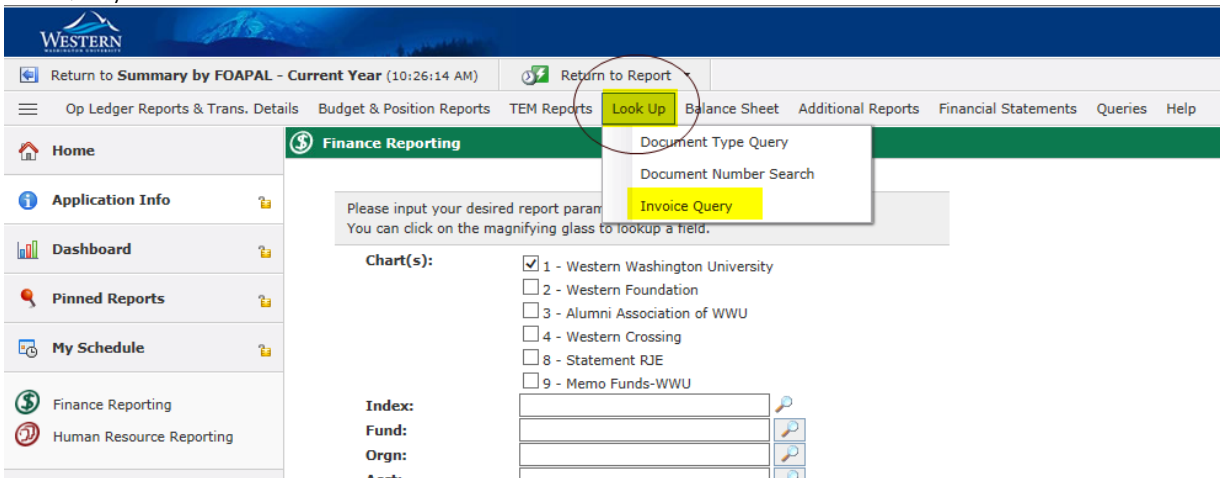 WESTERN
WASHINGTON UNIVERSITY
Return to Summary by FOAPAL - Current Year (10:26:14 AM) Return to Report
Op Ledger Reports & Trans. Details Budget & Position Reports TEM Reports Look Up Balance Sheet Additional Reports Financial Statements Queries Help
Home
Finance Reporting
Document Type Query
Document Number Search
Invoice Query
Application Info
Please input your desired report param
You can click on the magnifying glass to lookup a field.
Dashboard
Pinned Reports
My Schedule
Finance Reporting
Human Resource Reporting
Chart(s):
1 - Western Washington University
2 - Western Foundation
3 - Alumni Association of WWU
4 - Western Crossing
8 - Statement RJE
9 - Memo Funds-WWU
Index:
Fund:
Orgn: